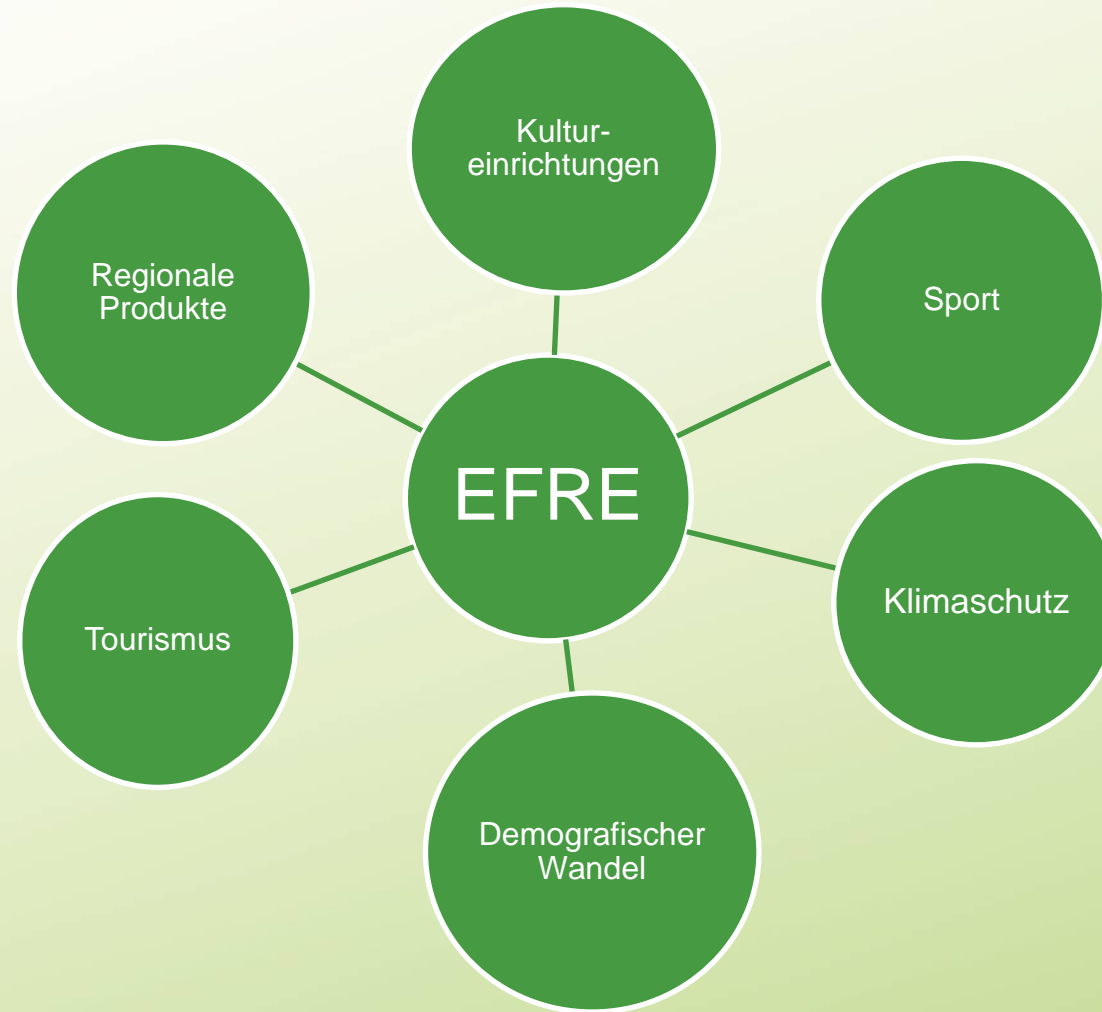 Kultur-
einrichtungen
Regionale
Produkte
Sport
EFRE
Klimaschutz
Tourismus
Demografischer
Wandel